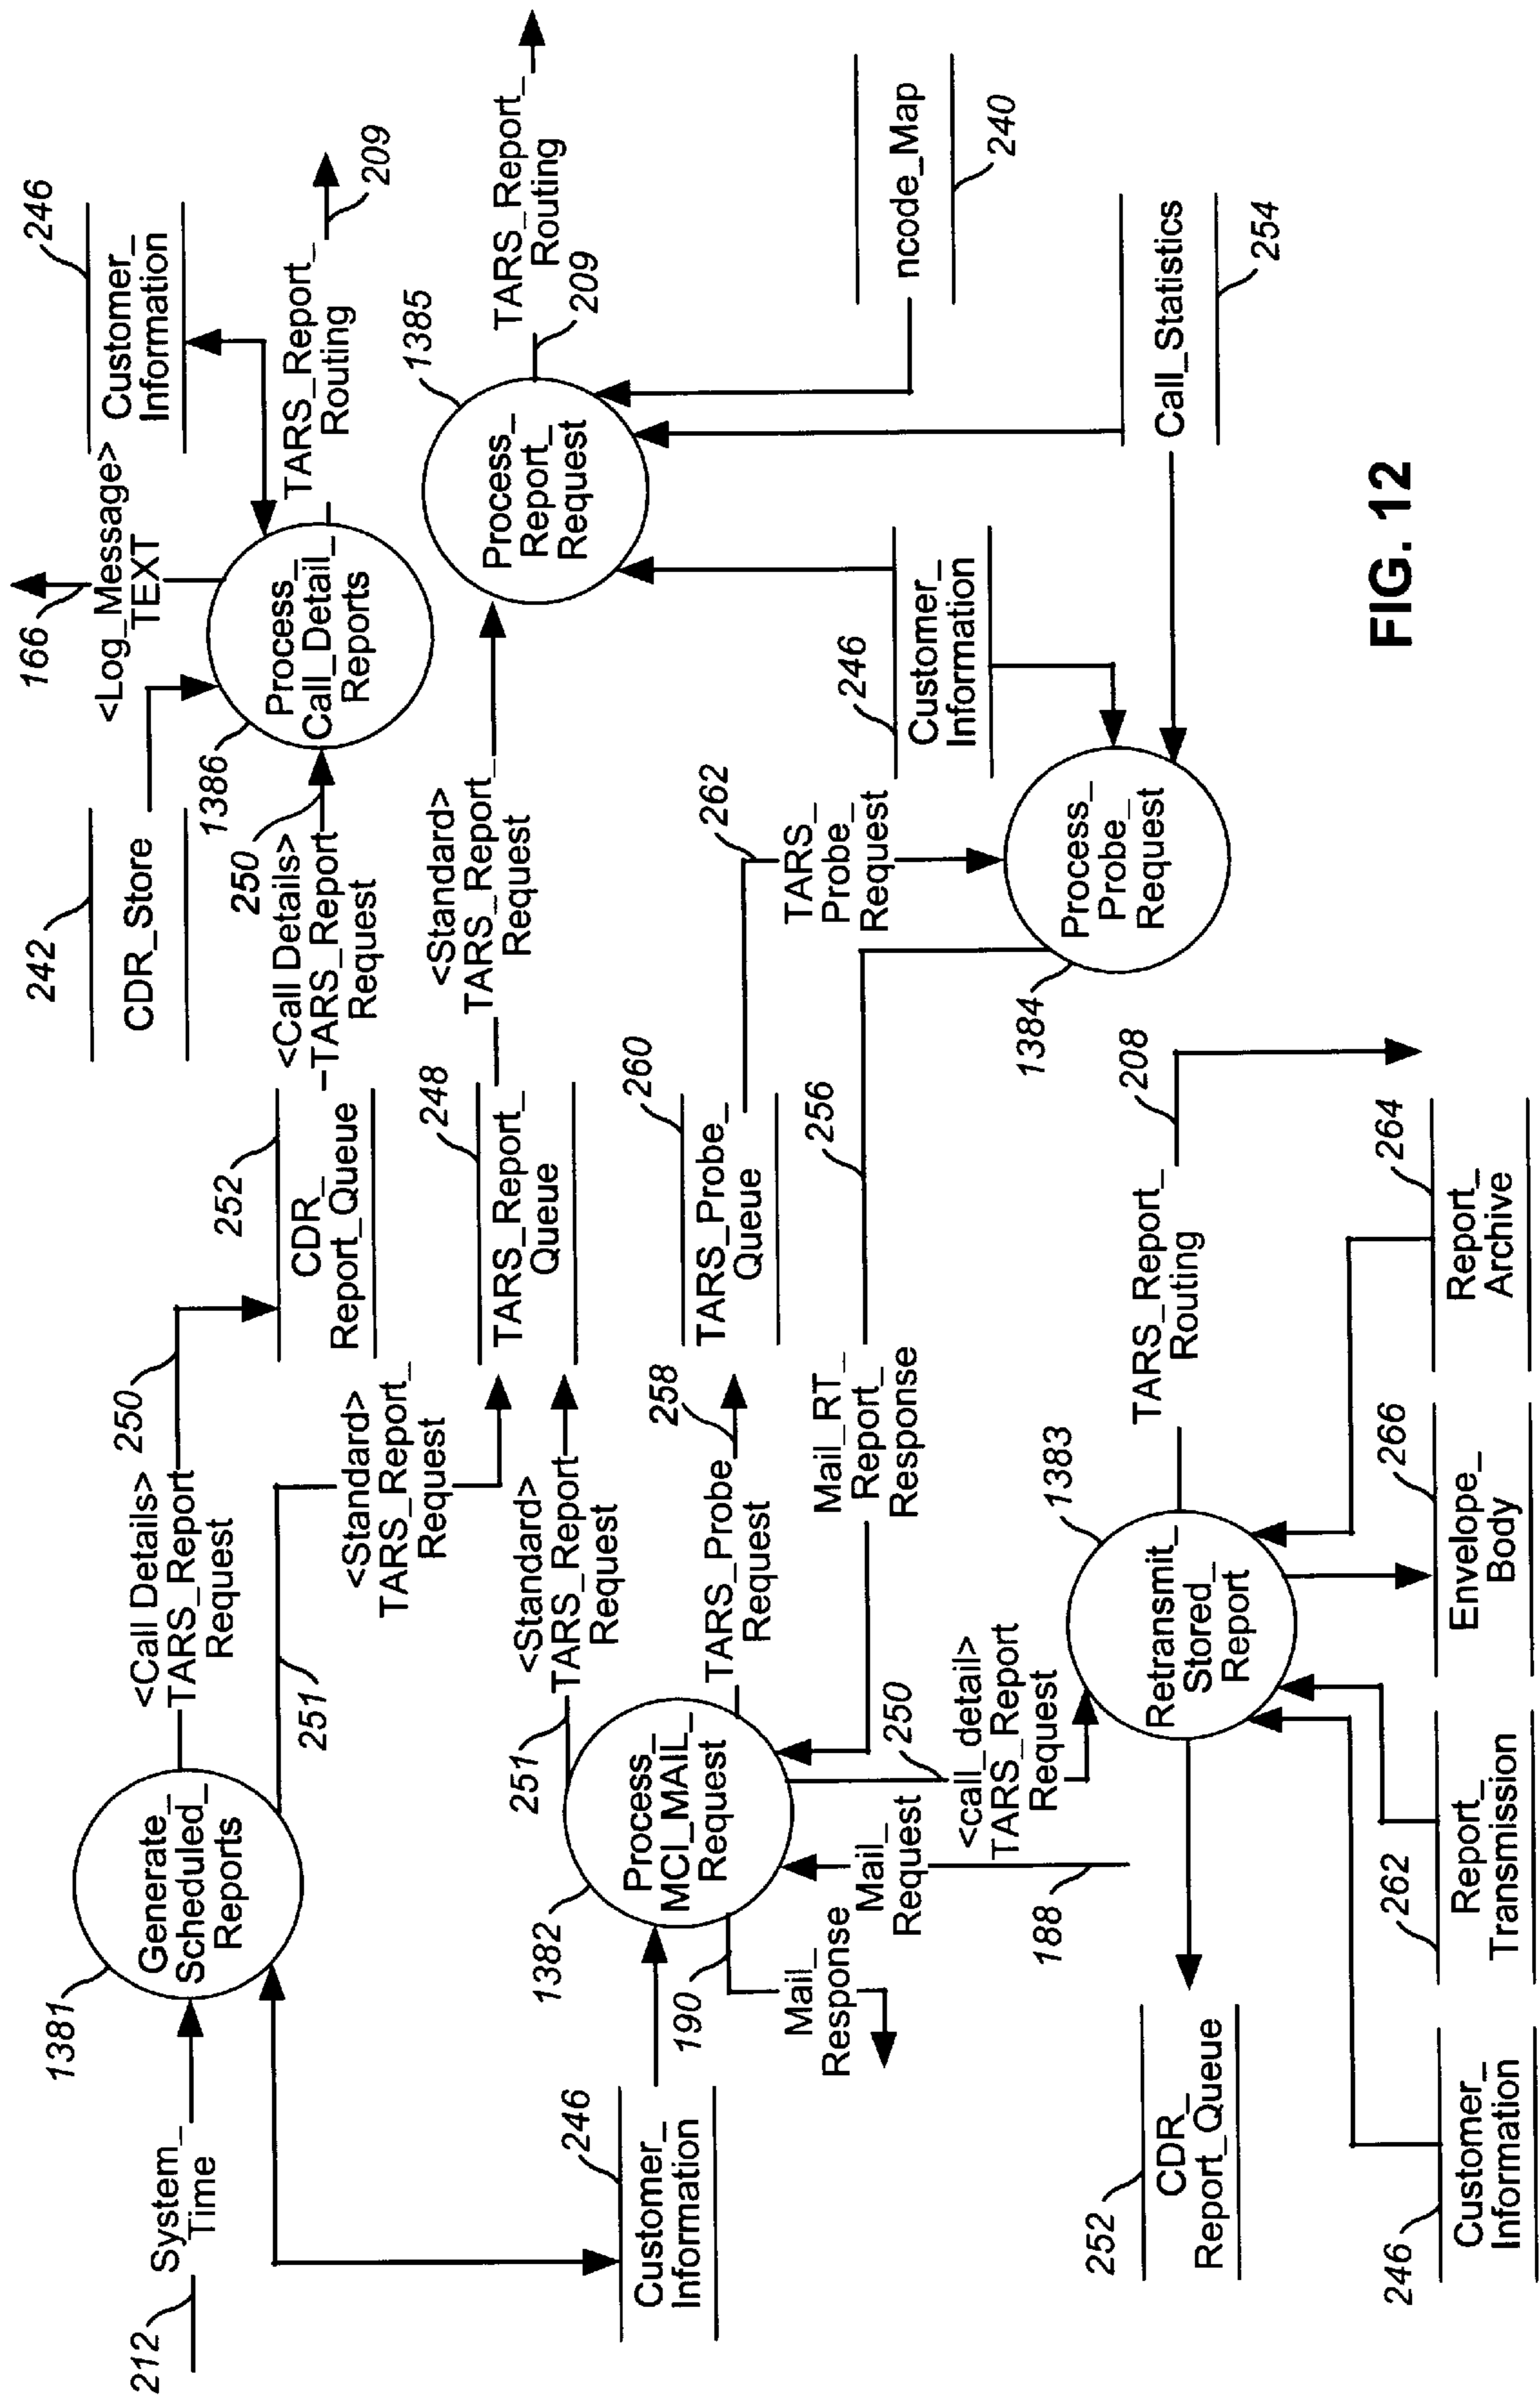 212
System_
Time
1381
Generate_
Scheduled_
Reports
<Call Details>
TARS_Report
Request
250
252
CDR_
Report_Queue
<Call Details>
TARS_Report
Request
250
242
CDR_Store
1386
Process_
Call_Detail_
Reports
166
<Log_Message>
TEXT
246
Customer_
Information
TARS_Report_
Routing
209
251
<Standard>
TARS_Report_
Request
248
TARS_Report_
Queue
<Standard>
TARS_Report_
Request
Process_
Report_
Request
1385
209
TARS_Report_
Routing
246
Customer_
Information
1382
Process_
MCI_MAIL_
Request
251
<Standard>
TARS_Report
Request
TARS_Probe
Request
258
260
TARS_Probe_
Queue
262
TARS_
Probe_
Request
246
Customer_
Information
ncode_Map
240
190
Mail_
Response
Mail_
Request
188
250
<call_detail>
TARS_Report
Request
Mail_RT_
Report_
Response
256
1384
Process_
Probe_
Request
Call_Statistics
254
252
CDR_
Report_Queue
1383
Retransmit_
Stored_
Report
TARS_Report_
Routing
208
246
Customer_
Information
262
Report_
Transmission
266
Envelope_
Body
264
Report_
Archive
FIG. 12